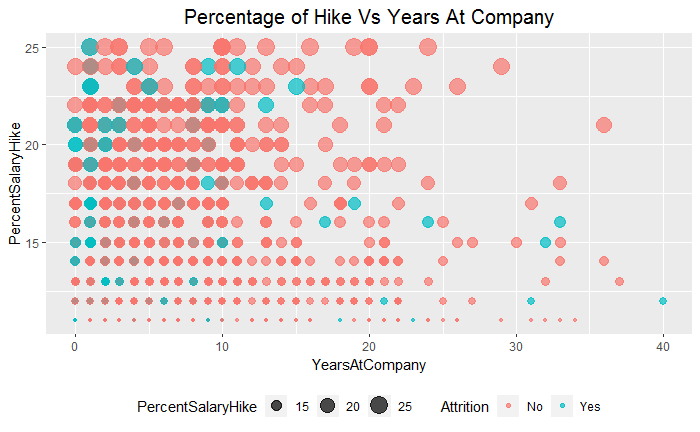 Percentage of Hike Vs Years At Company
25
20
15
PercentSalaryHike
0 10 20 30 40
YearsAtCompany
PercentSalaryHike 15 20 25 Attrition No Yes